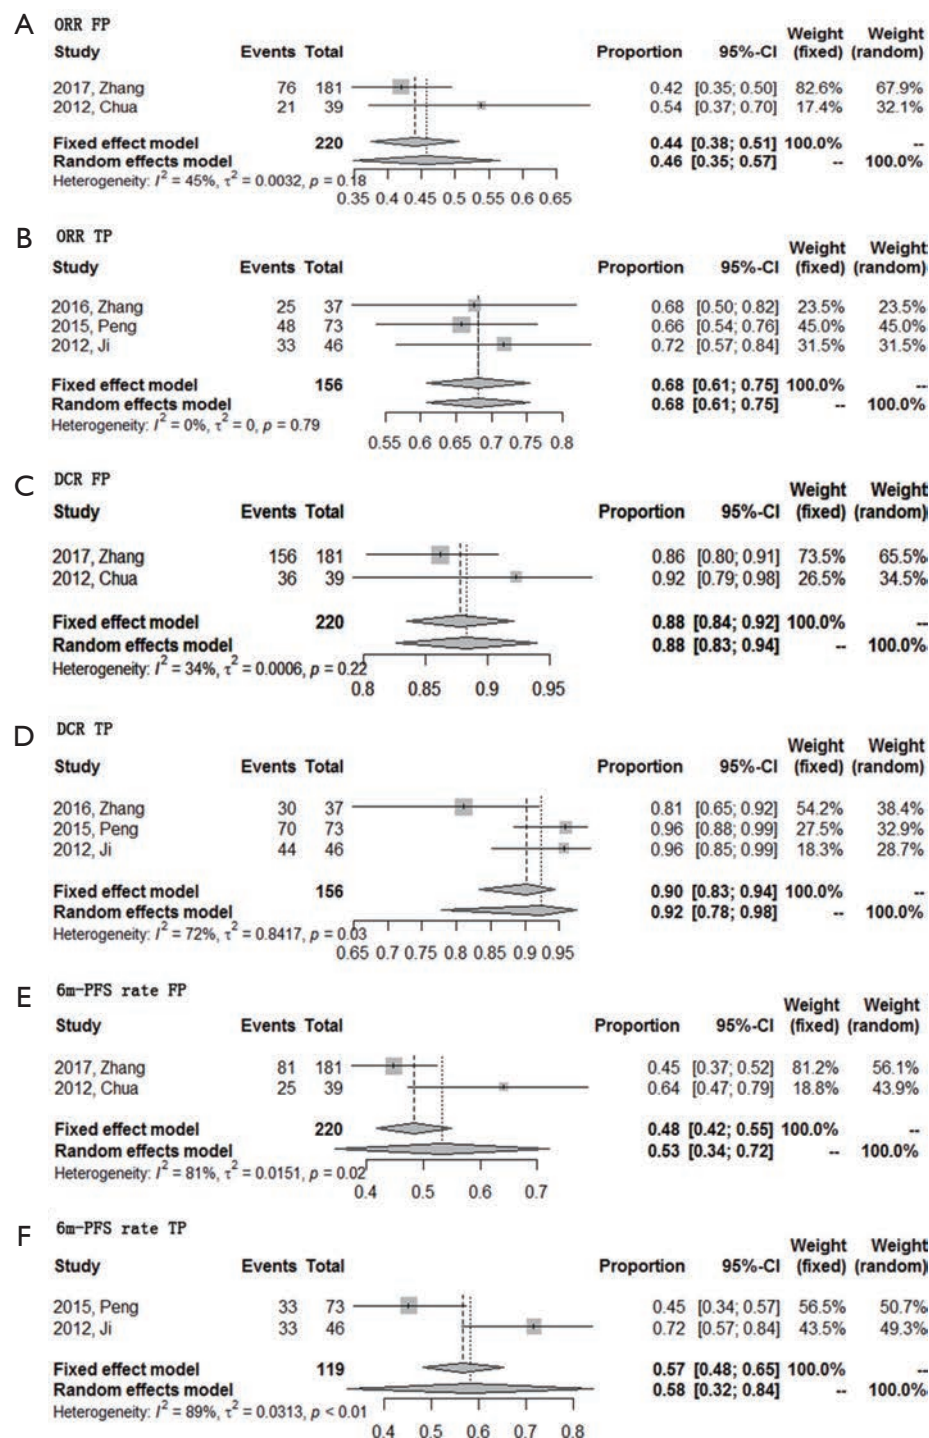 A ORR FP
Weight Weight
Study Events Total Proportion 95%-CI (fixed) (random)
2017, Zhang 76 181 0.42 [0.35; 0.50] 82.6% 67.9%
2012, Chua 21 39 0.54 [0.37; 0.70] 17.4% 32.1%
Fixed effect model 220 0.44 [0.38; 0.51] 100.0% --
Random effects model 0.46 [0.35; 0.57] -- 100.0%
Heterogeneity: I² = 45%, τ² = 0.0032, p = 0.18
0.35 0.4 0.45 0.5 0.55 0.6 0.65
B ORR TP
Weight Weight
Study Events Total Proportion 95%-CI (fixed) (random)
2016, Zhang 25 37 0.68 [0.50; 0.82] 23.5% 23.5%
2015, Peng 48 73 0.66 [0.54; 0.76] 45.0% 45.0%
2012, Ji 33 46 0.72 [0.57; 0.84] 31.5% 31.5%
Fixed effect model 156 0.68 [0.61; 0.75] 100.0% --
Random effects model 0.68 [0.61; 0.75] -- 100.0%
Heterogeneity: I² = 0%, τ² = 0, p = 0.79
0.55 0.6 0.65 0.7 0.75 0.8
C DCR FP
Weight Weight
Study Events Total Proportion 95%-CI (fixed) (random)
2017, Zhang 156 181 0.86 [0.80; 0.91] 73.5% 65.5%
2012, Chua 36 39 0.92 [0.79; 0.98] 26.5% 34.5%
Fixed effect model 220 0.88 [0.84; 0.92] 100.0% --
Random effects model 0.88 [0.83; 0.94] -- 100.0%
Heterogeneity: I² = 34%, τ² = 0.0006, p = 0.22
0.8 0.85 0.9 0.95
D DCR TP
Weight Weight
Study Events Total Proportion 95%-CI (fixed) (random)
2016, Zhang 30 37 0.81 [0.65; 0.92] 54.2% 38.4%
2015, Peng 70 73 0.96 [0.88; 0.99] 27.5% 32.9%
2012, Ji 44 46 0.96 [0.85; 0.99] 18.3% 28.7%
Fixed effect model 156 0.90 [0.83; 0.94] 100.0% --
Random effects model 0.92 [0.78; 0.98] -- 100.0%
Heterogeneity: I² = 72%, τ² = 0.8417, p = 0.03
0.65 0.7 0.75 0.8 0.85 0.9 0.95
E 6m-PFS rate FP
Weight Weight
Study Events Total Proportion 95%-CI (fixed) (random)
2017, Zhang 81 181 0.45 [0.37; 0.52] 81.2% 56.1%
2012, Chua 25 39 0.64 [0.47; 0.79] 18.8% 43.9%
Fixed effect model 220 0.48 [0.42; 0.55] 100.0% --
Random effects model 0.53 [0.34; 0.72] -- 100.0%
Heterogeneity: I² = 81%, τ² = 0.0151, p = 0.02
0.4 0.5 0.6 0.7
F 6m-PFS rate TP
Weight Weight
Study Events Total Proportion 95%-CI (fixed) (random)
2015, Peng 33 73 0.45 [0.34; 0.57] 56.5% 50.7%
2012, Ji 33 46 0.72 [0.57; 0.84] 43.5% 49.3%
Fixed effect model 119 0.57 [0.48; 0.65] 100.0% --
Random effects model 0.58 [0.32; 0.84] -- 100.0%
Heterogeneity: I² = 89%, τ² = 0.0313, p < 0.01
0.4 0.5 0.6 0.7 0.8